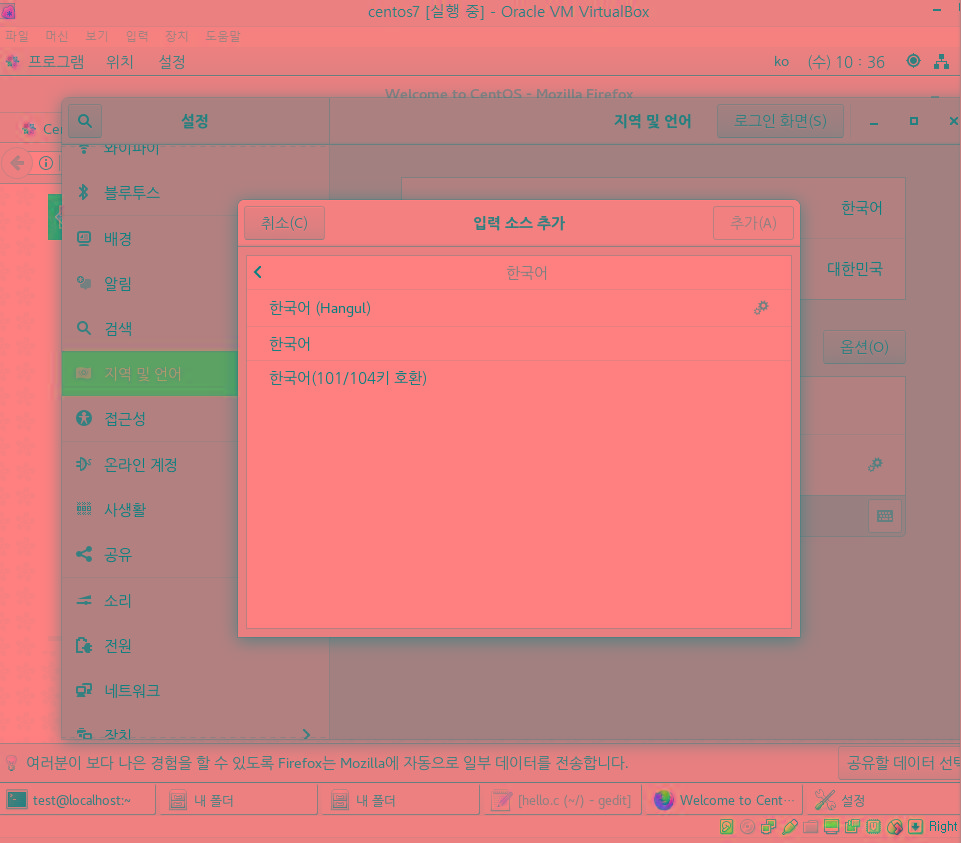 centos7 [실행 중] - Oracle VM VirtualBox
파일 머신 보기 입력 장치 도움말
프로그램 위치 설정 ko (수) 10 : 36
Welcome to CentOS - Mozilla Firefox
설정 지역 및 언어 로그인 화면(S)
와이파이
블루투스
배경
알림
검색
지역 및 언어
접근성
온라인 계정
사생활
공유
소리
전원
네트워크
장치
한국어
대한민국
옵션(O)
취소(C) 입력 소스 추가 추가(A)
한국어
한국어 (Hangul)
한국어
한국어(101/104키 호환)
여러분이 보다 나은 경험을 할 수 있도록 Firefox는 Mozilla에 자동으로 일부 데이터를 전송합니다. 공유할 데이터
test@localhost:~ 내 폴더 내 폴더 [hello.c (~/) - gedit] Welcome to Cent… 설정
Right